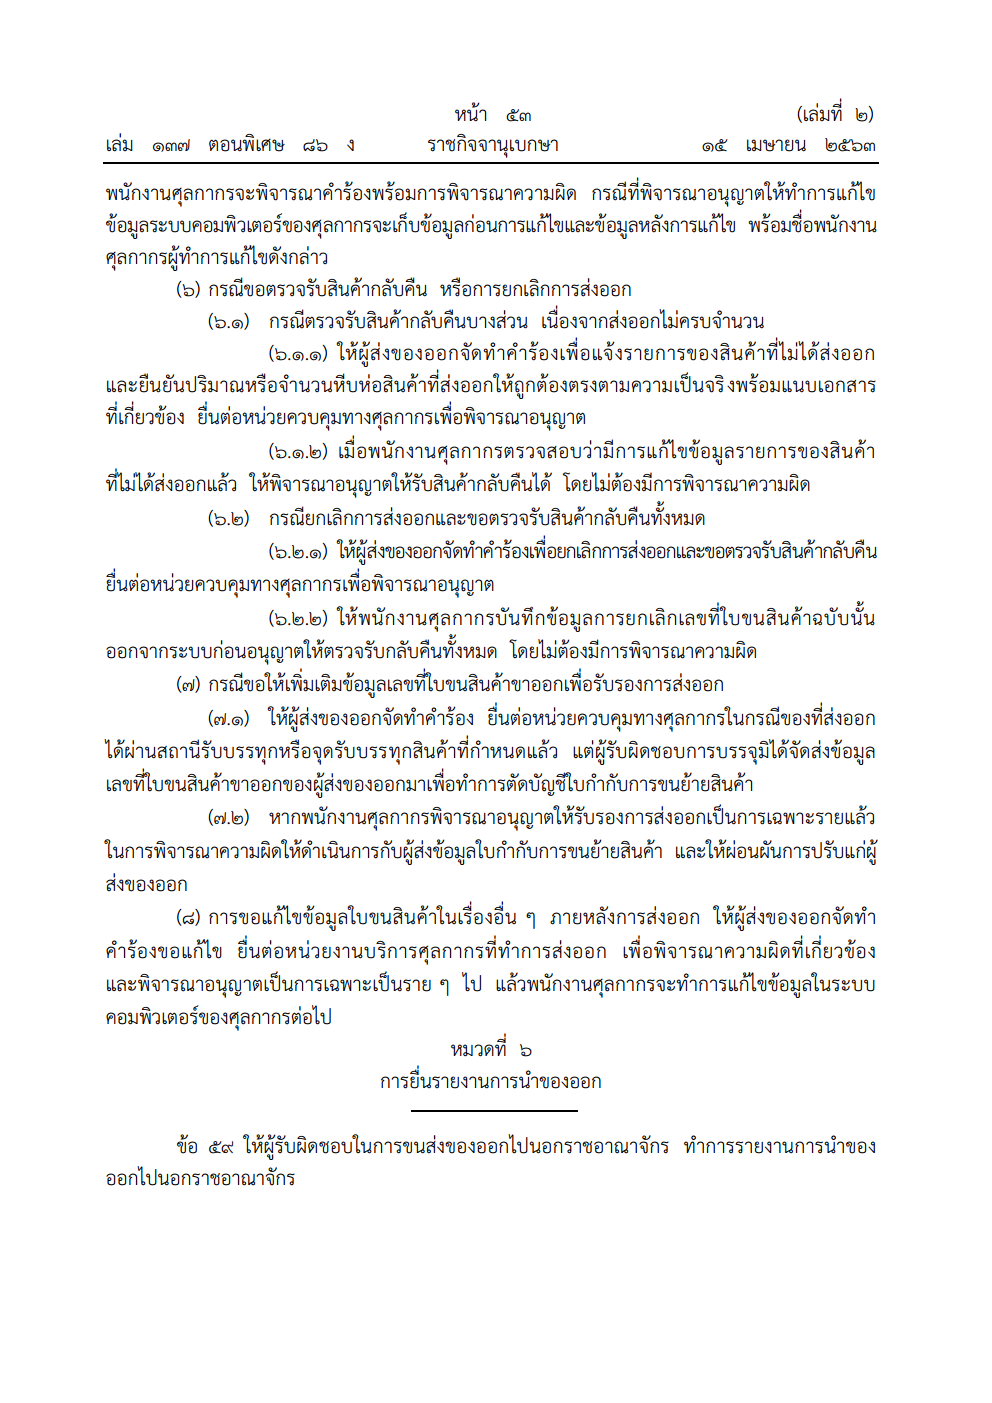 หน้า ๕๓
(เล่มที่ ๒)
เล่ม ๑๓๗ ตอนพิเศษ ๘๖ ง ราชกิจจานุเบกษา ๑๕ เมษายน ๒๕๖๓
พนักงานศุลกากรจะพิจารณาคำร้องพร้อมการพิจารณาความผิด กรณีที่พิจารณาอนุญาตให้ทำการแก้ไข
ข้อมูลระบบคอมพิวเตอร์ของศุลกากรจะเก็บข้อมูลก่อนการแก้ไขและข้อมูลหลังการแก้ไข พร้อมชื่อพนักงาน
ศุลกากรผู้ทำการแก้ไขดังกล่าว
(๖) กรณีขอตรวจรับสินค้ากลับคืน หรือการยกเลิกการส่งออก
(๖.๑) กรณีตรวจรับสินค้ากลับคืนบางส่วน เนื่องจากส่งออกไม่ครบจำนวน
(๖.๑.๑) ให้ผู้ส่งของออกจัดทำคำร้องเพื่อแจ้งรายการของสินค้าที่ไม่ได้ส่งออก
และยืนยันปริมาณหรือจำนวนหีบห่อสินค้าที่ส่งออกให้ถูกต้องตรงตามความเป็นจริงพร้อมแนบเอกสาร
ที่เกี่ยวข้อง ยื่นต่อหน่วยควบคุมทางศุลกากรเพื่อพิจารณาอนุญาต
(๖.๑.๒) เมื่อพนักงานศุลกากรตรวจสอบว่ามีการแก้ไขข้อมูลรายการของสินค้า
ที่ไม่ได้ส่งออกแล้ว ให้พิจารณาอนุญาตให้รับสินค้ากลับคืนได้ โดยไม่ต้องมีการพิจารณาความผิด
(๖.๒) กรณียกเลิกการส่งออกและขอตรวจรับสินค้ากลับคืนทั้งหมด
(๖.๒.๑) ให้ผู้ส่งของออกจัดทำคำร้องเพื่อยกเลิกการส่งออกและขอตรวจรับสินค้ากลับคืน
ยื่นต่อหน่วยควบคุมทางศุลกากรเพื่อพิจารณาอนุญาต
(๖.๒.๒) ให้พนักงานศุลกากรบันทึกข้อมูลการยกเลิกเลขที่ใบขนสินค้าฉบับนั้น
ออกจากระบบก่อนอนุญาตให้ตรวจรับกลับคืนทั้งหมด โดยไม่ต้องมีการพิจารณาความผิด
(๗) กรณีขอให้เพิ่มเติมข้อมูลเลขที่ใบขนสินค้าขาออกเพื่อรับรองการส่งออก
(๗.๑) ให้ผู้ส่งของออกจัดทำคำร้อง ยื่นต่อหน่วยควบคุมทางศุลกากรในกรณีของที่ส่งออก
ได้ผ่านสถานีรับบรรทุกหรือจุดรับบรรทุกสินค้าที่กำหนดแล้ว แต่ผู้รับผิดชอบการบรรจุมิได้จัดส่งข้อมูล
เลขที่ใบขนสินค้าขาออกของผู้ส่งของออกมาเพื่อทำการตัดบัญชีใบกำกับการขนย้ายสินค้า
(๗.๒) หากพนักงานศุลกากรพิจารณาอนุญาตให้รับรองการส่งออกเป็นการเฉพาะรายแล้ว
ในการพิจารณาความผิดให้ดำเนินการกับผู้ส่งข้อมูลใบกำกับการขนย้ายสินค้า และให้ผ่อนผันการปรับแก่ผู้
ส่งของออก
(๘) การขอแก้ไขข้อมูลใบขนสินค้าในเรื่องอื่น ๆ ภายหลังการส่งออก ให้ผู้ส่งของออกจัดทำ
คำร้องขอแก้ไข ยื่นต่อหน่วยงานบริการศุลกากรที่ทำการส่งออก เพื่อพิจารณาความผิดที่เกี่ยวข้อง
และพิจารณาอนุญาตเป็นการเฉพาะเป็นราย ๆ ไป แล้วพนักงานศุลกากรจะทำการแก้ไขข้อมูลในระบบ
คอมพิวเตอร์ของศุลกากรต่อไป
หมวดที่ ๖
การยื่นรายงานการนำของออก
ข้อ ๕๙ ให้ผู้รับผิดชอบในการขนส่งของออกไปนอกราชอาณาจักร ทำการรายงานการนำของ
ออกไปนอกราชอาณาจักร